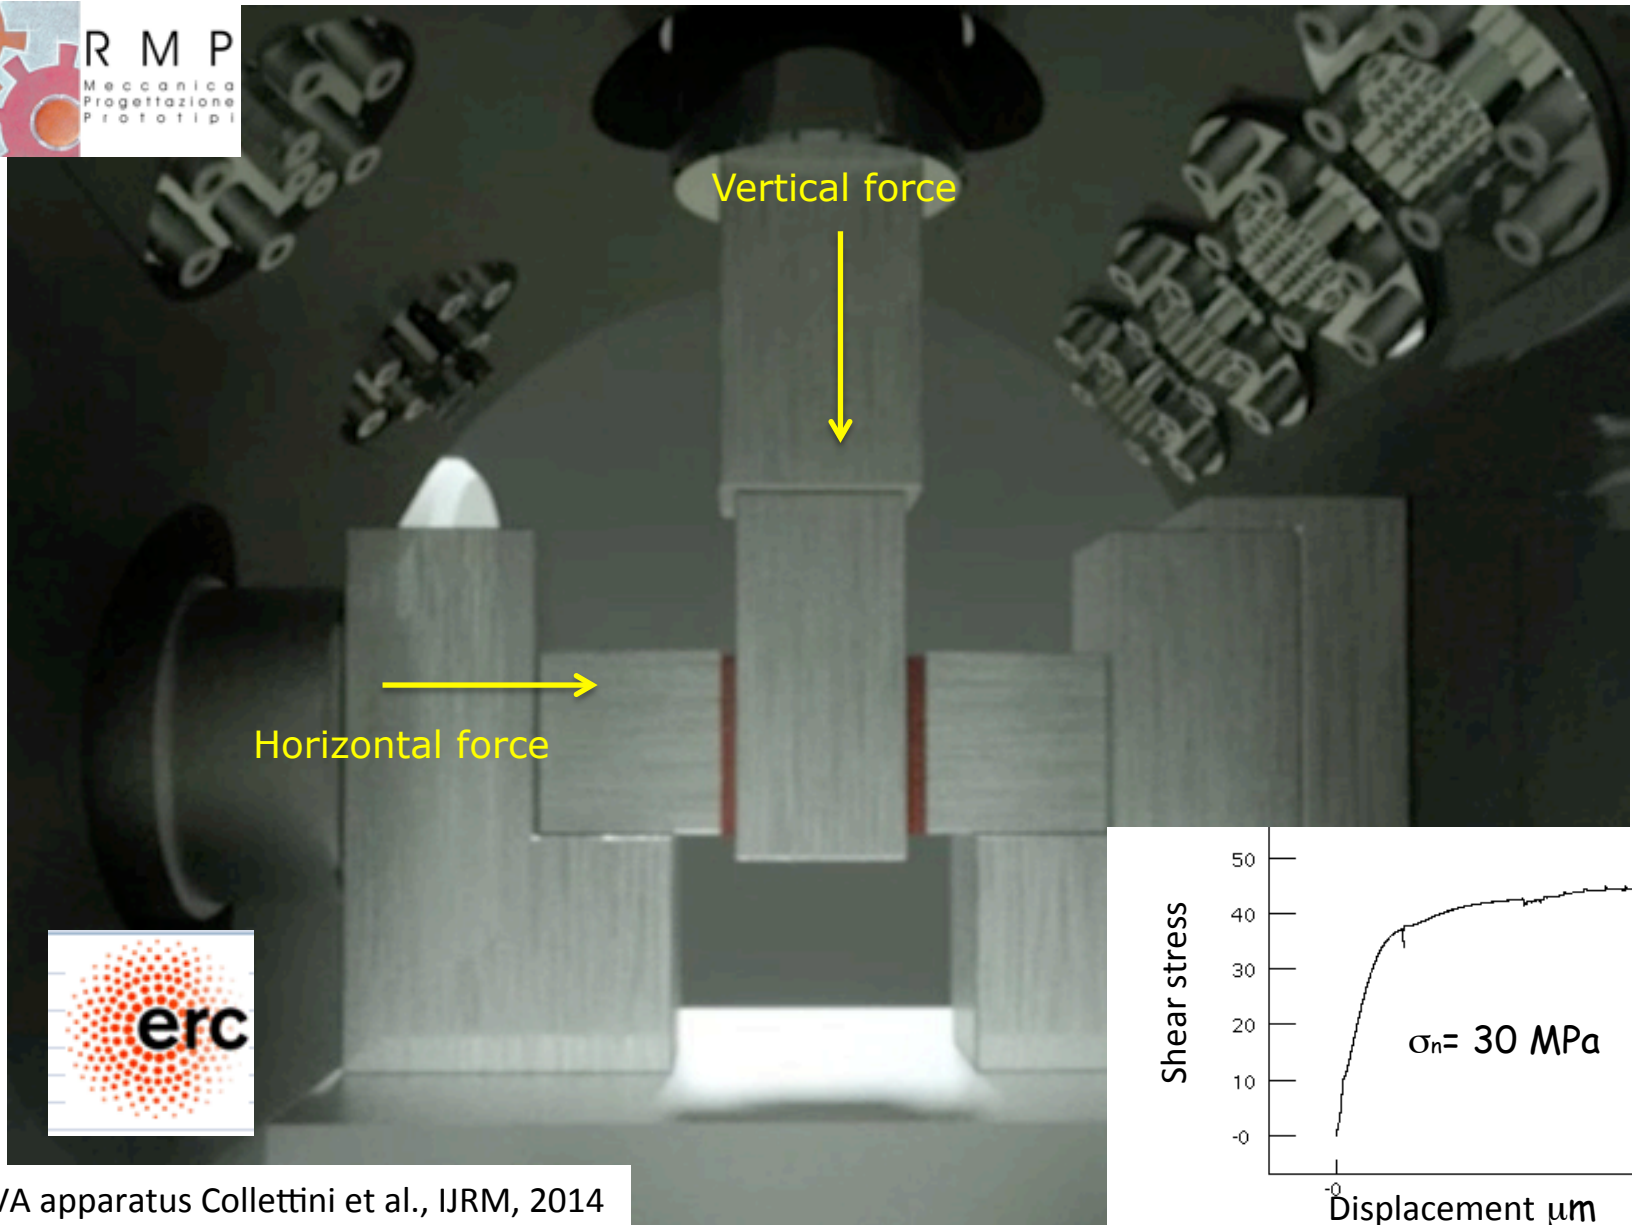 R M P
Meccanica
Progettazione
Prototipi
Vertical force
Horizontal force
erc
50
40
30
20
10
-0
Shear stress
σn= 30 MPa
-0
Displacement μm
VA apparatus Collettini et al., IJRM, 2014